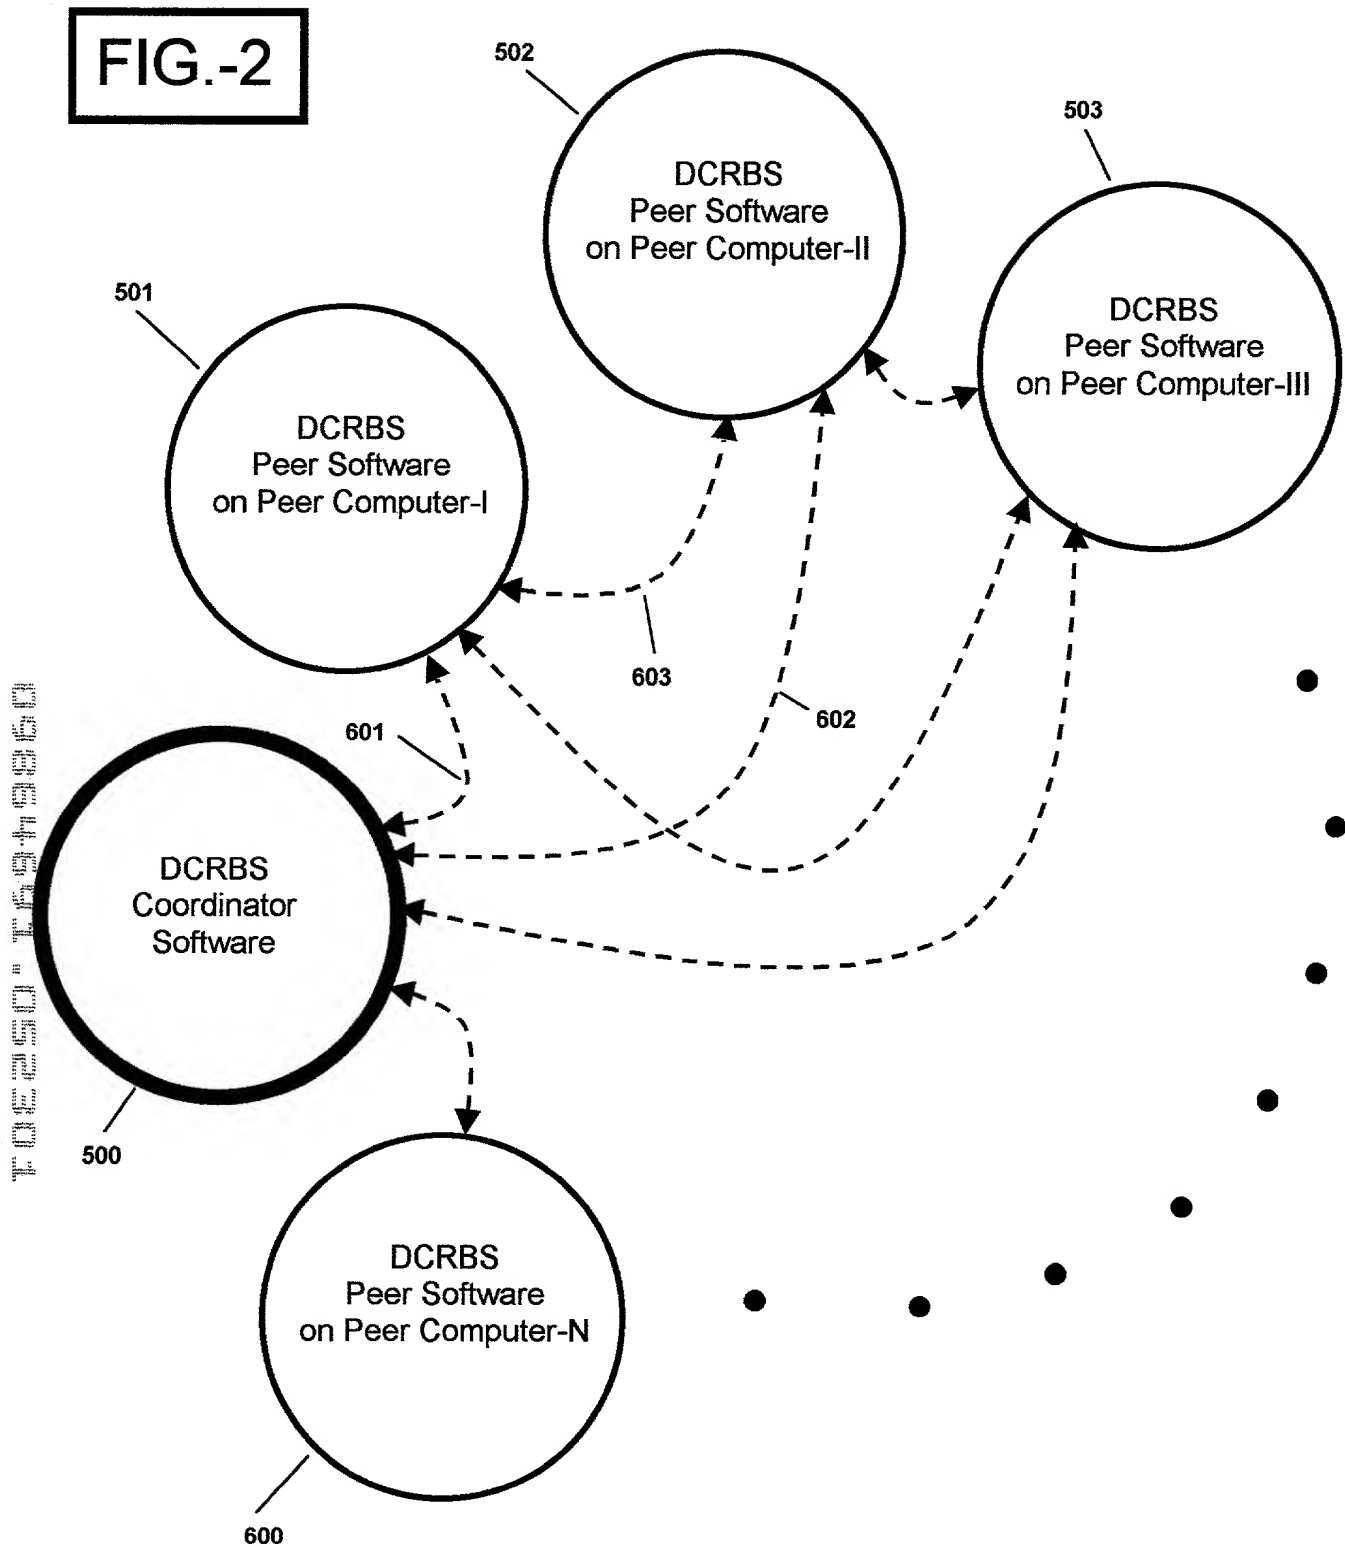 FIG.-2
502
503
DCRBS
Peer Software
on Peer Computer-II
501
DCRBS
Peer Software
on Peer Computer-III
DCRBS
Peer Software
on Peer Computer-I
603
602
601
DCRBS
Coordinator
Software
500
DCRBS
Peer Software
on Peer Computer-N
600